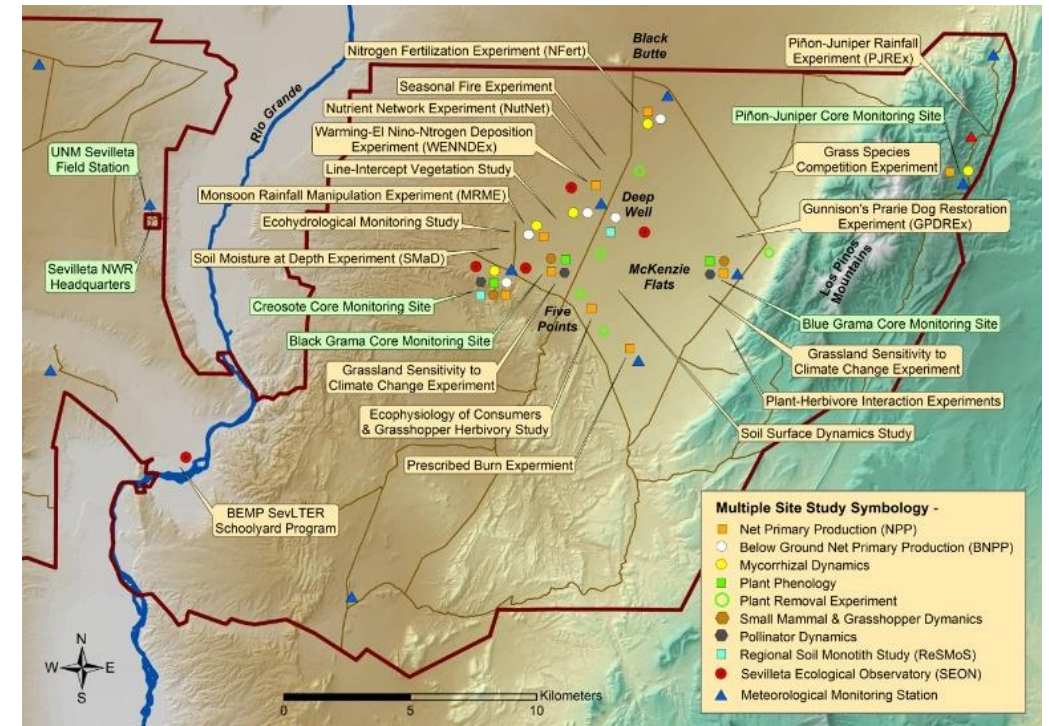 Black
Butte
Nitrogen Fertilization Experiment (NFert)
Piñon-Juniper Rainfall
Experiment (PJREx)
Seasonal Fire Experiment
Rio Grande
Nutrient Network Experiment (NutNet)
Piñon-Juniper Core Monitoring Site
Warming-El Nino-Ntrogen Deposition
Experiment (WENNDEx)
UNM Sevilleta
Field Station
Grass Species
Competition Experiment
Line-Intercept Vegetation Study
Monsoon Rainfall Manipulation Experiment (MRME)
Deep
Well
Gunnison's Prarie Dog Restoration
Experiment (GPDREx)
Ecohydrological Monitoring Study
Soil Moisture at Depth Experiment (SMaD)
Sevilleta NWR
Headquarters
McKenzie
Flats
Los Pinos
Mountains
Creosote Core Monitoring Site
Five
Points
Blue Grama Core Monitoring Site
Black Grama Core Monitoring Site
Grassland Sensitivity to
Climate Change Experiment
Grassland Sensitivity to
Climate Change Experiment
Plant-Herbivore Interaction Experiments
Ecophysiology of Consumers
& Grasshopper Herbivory Study
Soil Surface Dynamics Study
Prescribed Burn Expermient
BEMP SevLTER
Schoolyard Program
Multiple Site Study Symbology -
Net Primary Production (NPP)
Below Ground Net Primary Production (BNPP)
Mycorrhizal Dynamics
Plant Phenology
Plant Removal Experiment
Small Mammal & Grasshopper Dymanics
Pollinator Dynamics
Regional Soil Monotith Study (ReSMoS)
Sevilleta Ecological Observatory (SEON)
Meteorological Monitoring Station
N
W E
S
Kilometers
0 5 10